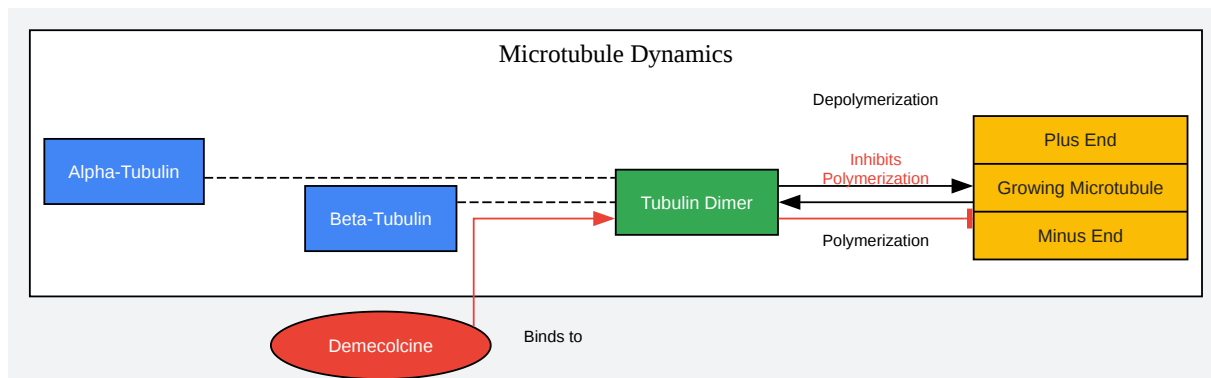 Microtubule Dynamics
Depolymerization
Plus End
Alpha-Tubulin
Inhibits
Polymerization
Growing Microtubule
Tubulin Dimer
Beta-Tubulin
Polymerization
Minus End
Binds to
Demecolcine